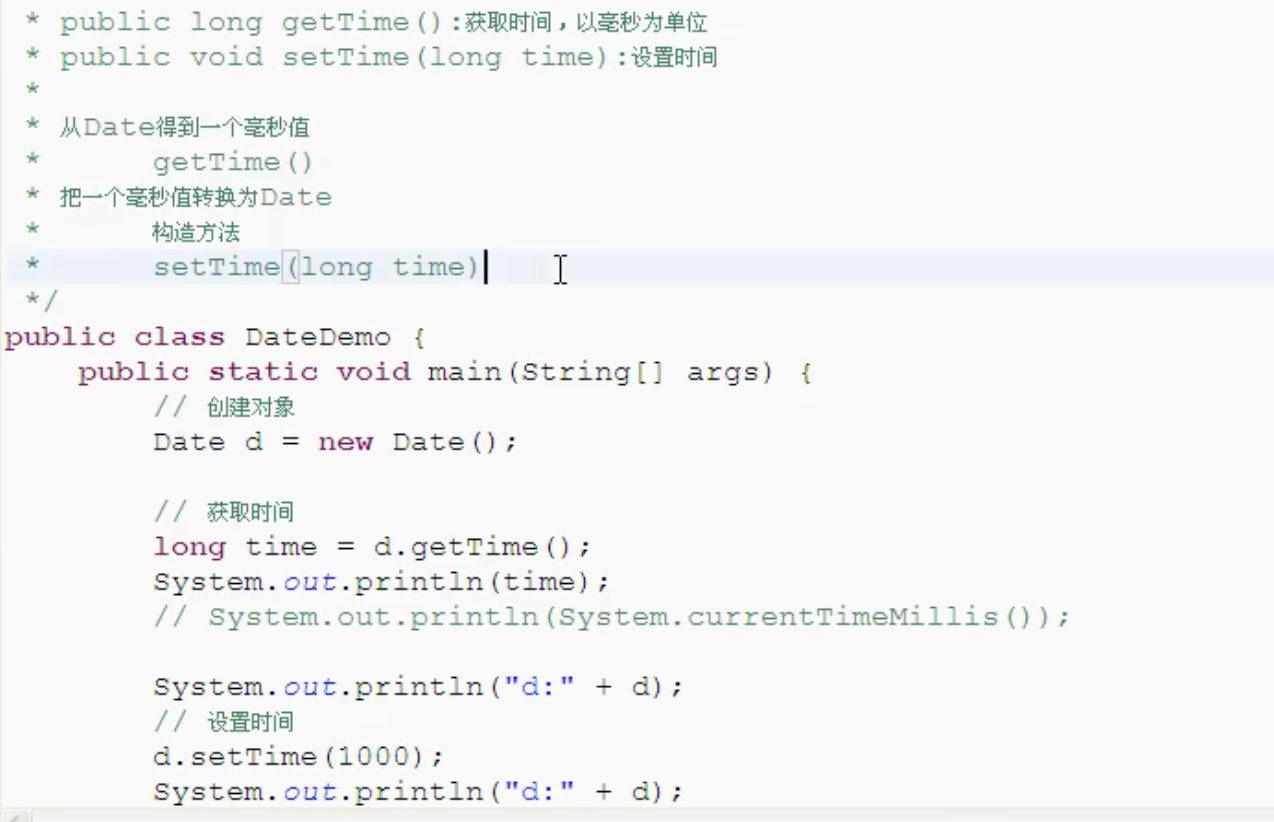 * public long getTime():获取时间，以毫秒为单位
* public void setTime(long time):设置时间
*
* 从Date得到一个毫秒值
*       getTime()
* 把一个毫秒值转换为Date
*       构造方法
*       setTime(long time)
*/
public class DateDemo {
    public static void main(String[] args) {
        // 创建对象
        Date d = new Date();
        // 获取时间
        long time = d.getTime();
        System.out.println(time);
        // System.out.println(System.currentTimeMillis());
        System.out.println("d:" + d);
        // 设置时间
        d.setTime(1000);
        System.out.println("d:" + d);